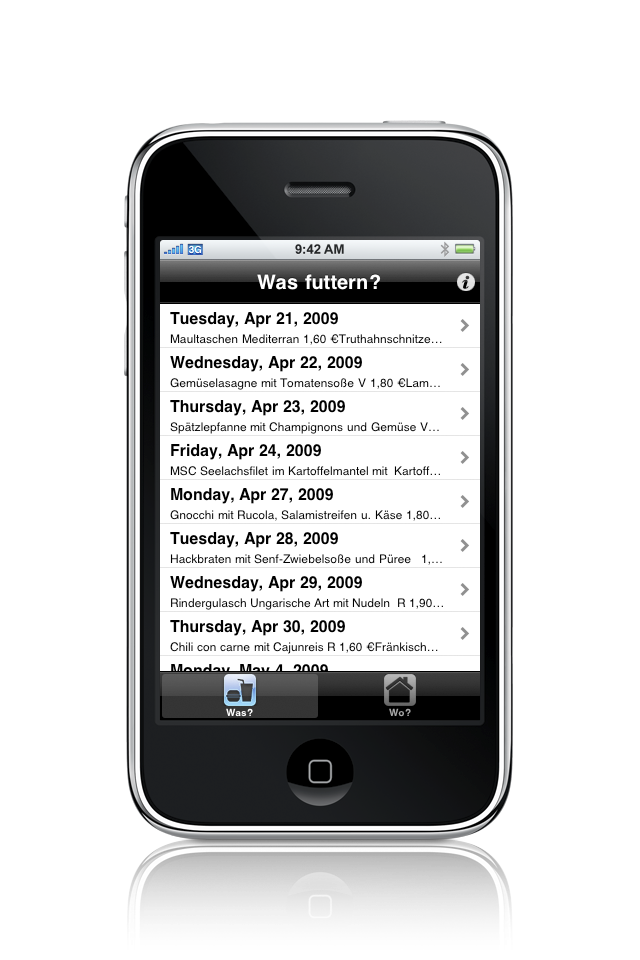 3G 9:42 AM
Was futtern?
Tuesday, Apr 21, 2009
Maultaschen Mediterran 1,60 €Truthahnschnitze…
Wednesday, Apr 22, 2009
Gemüselasagne mit Tomatensoße V 1,80 €Lam…
Thursday, Apr 23, 2009
Spätzlepfanne mit Champignons und Gemüse V…
Friday, Apr 24, 2009
MSC Seelachsfilet im Kartoffelmantel mit Kartoff…
Monday, Apr 27, 2009
Gnocchi mit Rucola, Salamistreifen u. Käse 1,80…
Tuesday, Apr 28, 2009
Hackbraten mit Senf-Zwiebelsoße und Püree 1,…
Wednesday, Apr 29, 2009
Rindergulasch Ungarische Art mit Nudeln R 1,90…
Thursday, Apr 30, 2009
Chili con carne mit Cajunreis R 1,60 €Fränkisch…
Monday, May 4, 2009
Was? Wo?